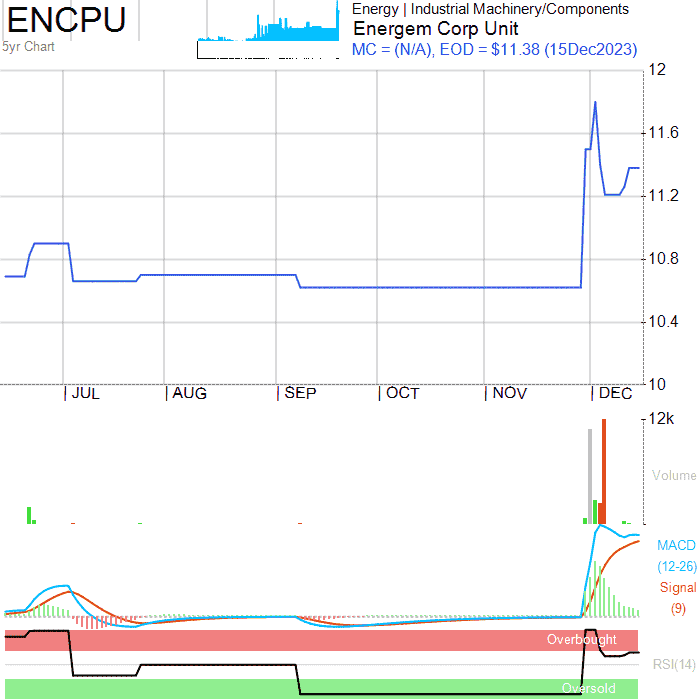 ENCPU
5yr Chart
Energy | Industrial Machinery/Components
Energem Corp Unit
MC = (N/A), EOD = $11.38 (15Dec2023)
12
11.6
11.2
10.8
10.4
10
JUL AUG SEP OCT NOV DEC
12k
Volume
MACD
(12-26)
Signal
(9)
Overbought
RSI(14)
Oversold